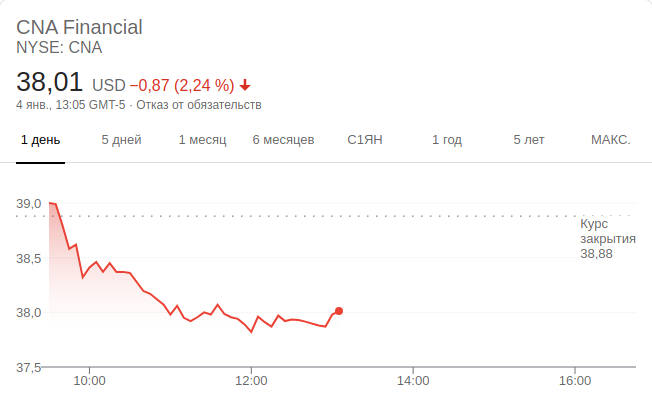 CNA Financial
NYSE: CNA
38,01 USD −0,87 (2,24 %)
4 янв., 13:05 GMT-5 · Отказ от обязательств
1 день 5 дней 1 месяц 6 месяцев С1ЯН 1 год 5 лет МАКС.
39,0
Курс
закрытия
38,88
38,5
38,0
37,5
10:00 12:00 14:00 16:00